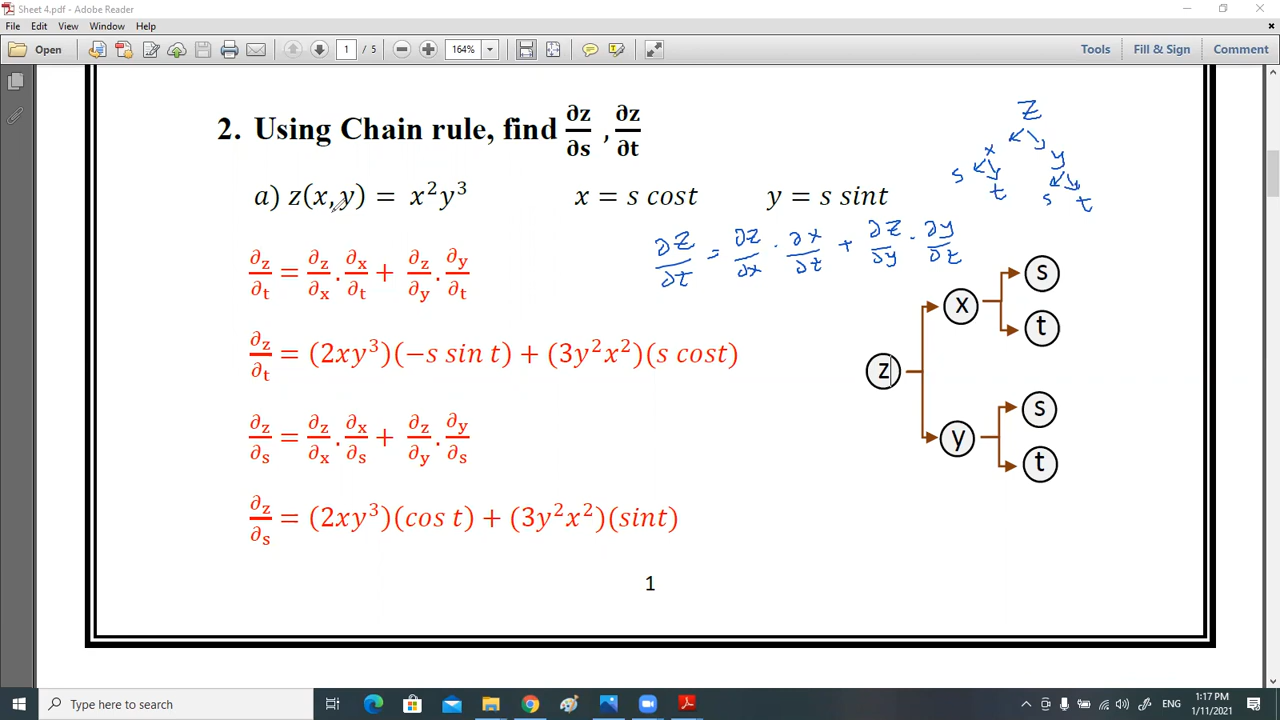 Sheet 4.pdf - Adobe Reader
File Edit View Window Help
Open 1 / 5 164% Tools Fill & Sign Comment
2. Using Chain rule, find ∂z/∂s , ∂z/∂t
a) z(x,y) = x²y³ x = s cost y = s sint
∂z/∂t = ∂z/∂x . ∂x/∂t + ∂z/∂y . ∂y/∂t
∂z/∂t = (2xy³)(−s sin t) + (3y²x²)(s cost)
∂z/∂s = ∂z/∂x . ∂x/∂s + ∂z/∂y . ∂y/∂s
∂z/∂s = (2xy³)(cos t) + (3y²x²)(sint)
Z
x y
s t s t
∂Z/∂t = ∂Z/∂x . ∂x/∂t + ∂Z/∂y . ∂y/∂t
s
x
t
z
s
y
t
1
Type here to search
ENG
1:17 PM
1/11/2021